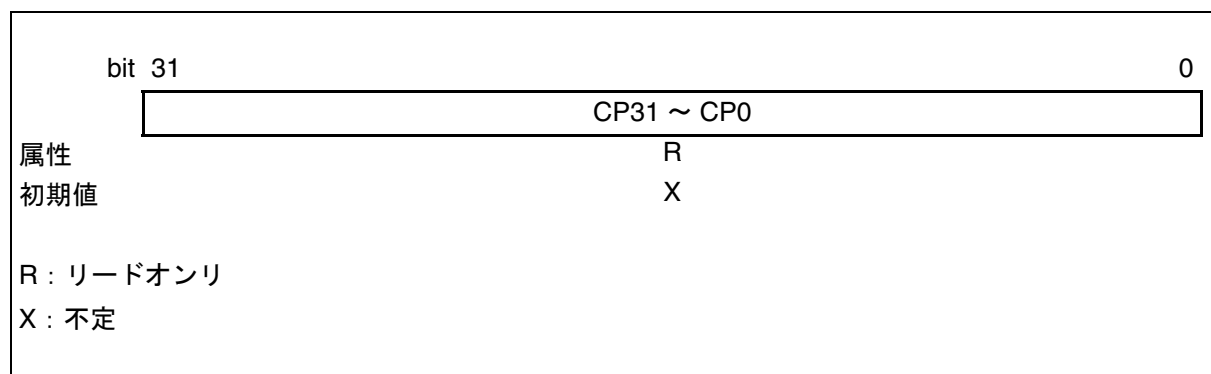 bit 31 0
CP31 ～ CP0
属性 R
初期値 X
R：リードオンリ
X：不定